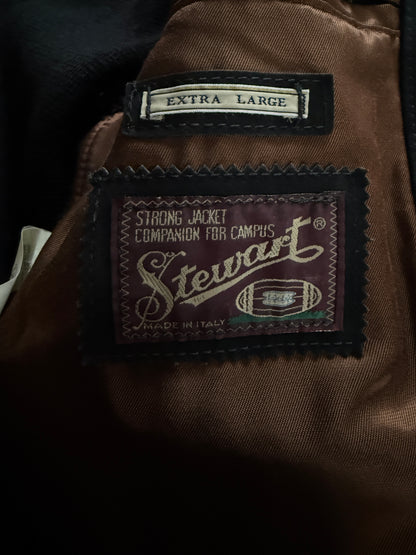 EXTRA LARGE
STRONG JACKET
COMPANION FOR CAMPUS
Stewart®
MADE IN ITALY